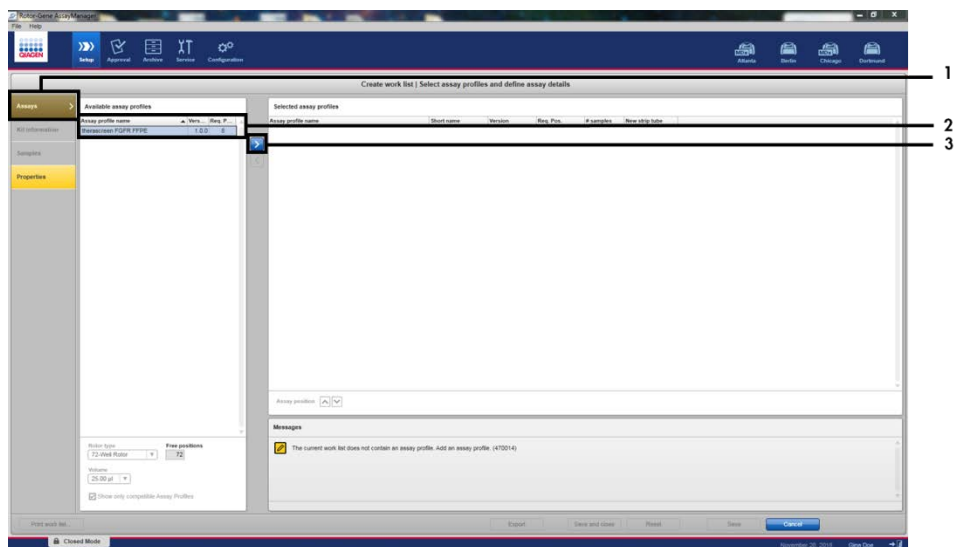 Rotor-Gene AssayManager
File Help
QIAGEN
Setup Approval Archive Service Configuration
Atlanta Berlin Chicago Dortmund
Create work list | Select assay profiles and define assay details
1
Assays
Kit information
Samples
Properties
Available assay profiles
Assay profile name Vers... Req. P...
therascreen FGFR FFPE 1.0.0 6
Selected assay profiles
Assay profile name Short name Version Req. Pos. # samples New strip tube
2
3
Assay position
Rotor type Free positions
72-Well Rotor 72
Volume
25.00 µl
Show only compatible Assay Profiles
Messages
The current work list does not contain an assay profile. Add an assay profile. (470014)
Print work list... Export Save and close Reset Save Cancel
Closed Mode